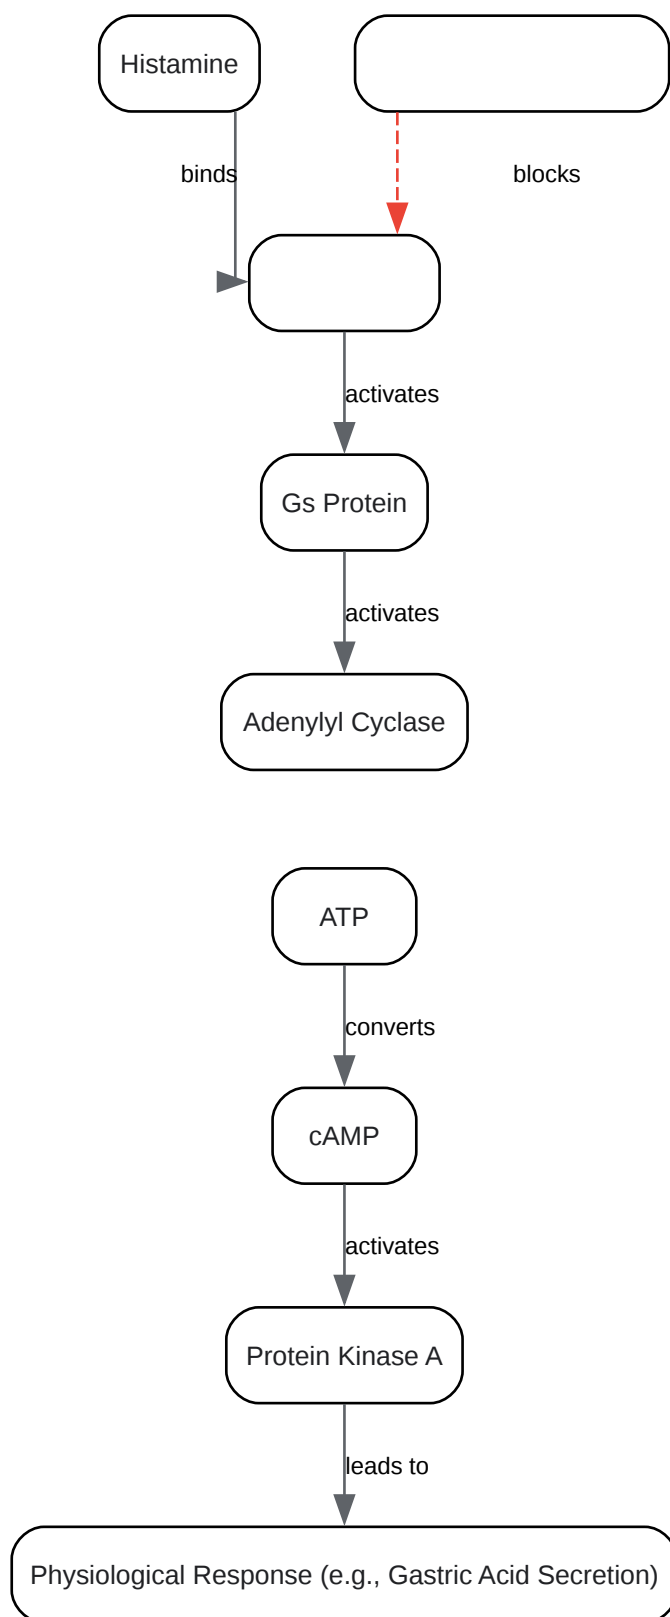 Histamine
binds
blocks
activates
Gs Protein
activates
Adenylyl Cyclase
ATP
converts
cAMP
activates
Protein Kinase A
leads to
Physiological Response (e.g., Gastric Acid Secretion)